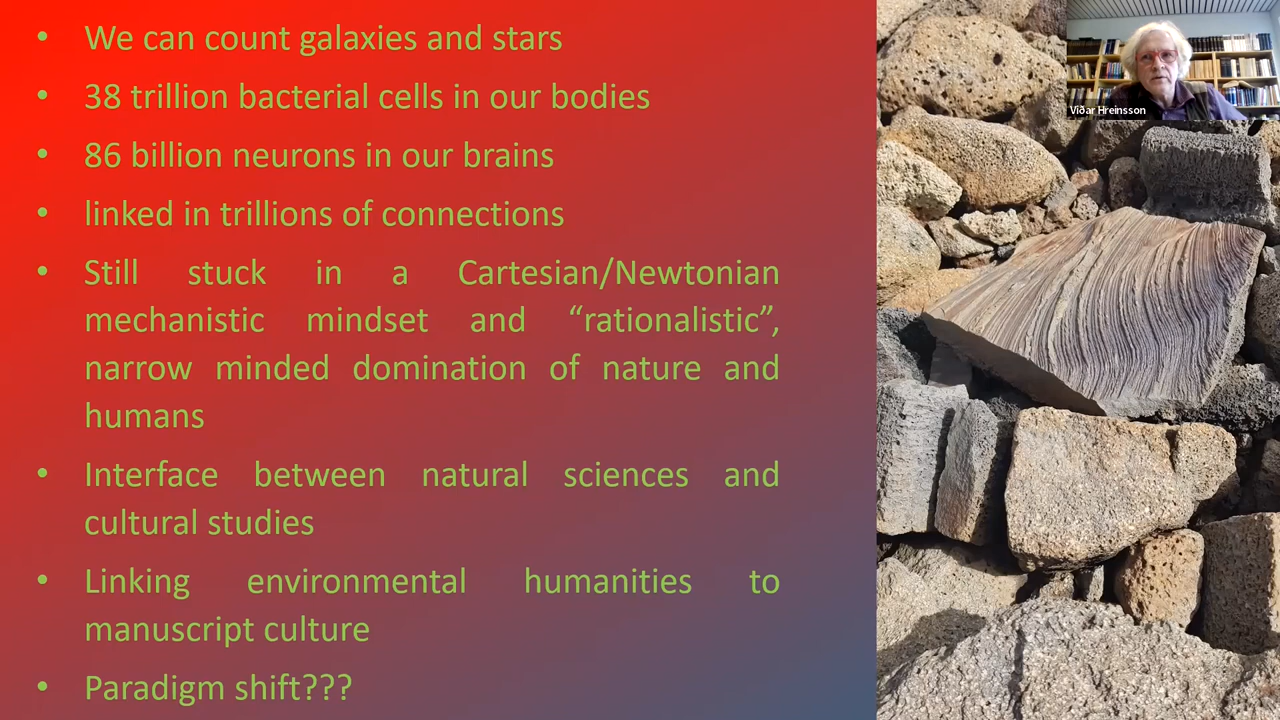 • We can count galaxies and stars
• 38 trillion bacterial cells in our bodies
• 86 billion neurons in our brains
• linked in trillions of connections
• Still stuck in a Cartesian/Newtonian
mechanistic mindset and “rationalistic”,
narrow minded domination of nature and
humans
• Interface between natural sciences and
cultural studies
• Linking environmental humanities to
manuscript culture
• Paradigm shift???
Viðar Hreinsson